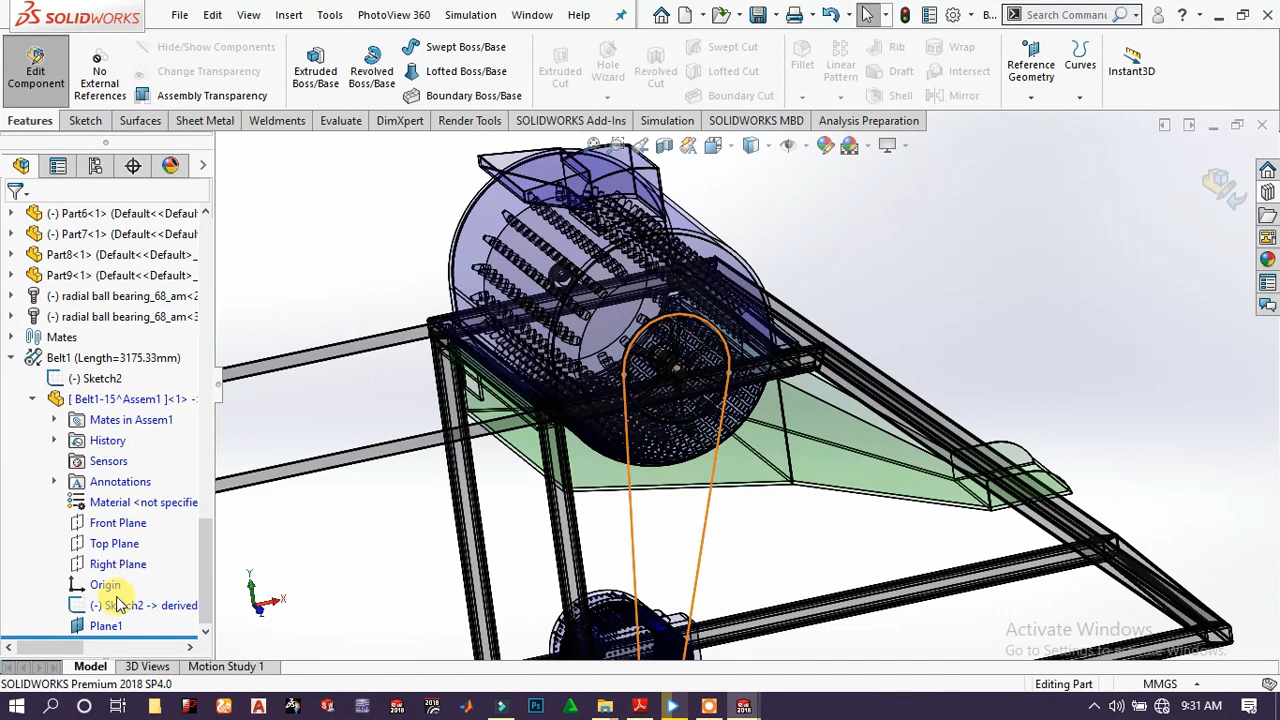 SOLIDWORKS File Edit View Insert Tools PhotoView 360 Simulation Window Help B... Search Comman
Edit Component
No External References
Hide/Show Components
Change Transparency
Assembly Transparency
Extruded Boss/Base
Revolved Boss/Base
Swept Boss/Base
Lofted Boss/Base
Boundary Boss/Base
Extruded Cut
Hole Wizard
Revolved Cut
Swept Cut
Lofted Cut
Boundary Cut
Fillet
Linear Pattern
Rib
Draft
Shell
Wrap
Intersect
Mirror
Reference Geometry
Curves
Instant3D
Features Sketch Surfaces Sheet Metal Weldments Evaluate DimXpert Render Tools SOLIDWORKS Add-Ins Simulation SOLIDWORKS MBD Analysis Preparation
(-) Part6<1> (Default<<Defaul
(-) Part7<1> (Default<<Defaul
Part8<1> (Default<<Default>_
Part9<1> (Default<<Default>_
(-) radial ball bearing_68_am<2
(-) radial ball bearing_68_am<
Mates
Belt1 (Length=3175.33mm)
(-) Sketch2
[ Belt1-15^Assem1 ]<1> -
Mates in Assem1
History
Sensors
Annotations
Material <not specifie
Front Plane
Top Plane
Right Plane
Origin
(-) Sketch2 -> derived
Plane1
Y
X
Z
Activate Windows
Go to Settings to activate Windows.
Model 3D Views Motion Study 1
SOLIDWORKS Premium 2018 SP4.0 Editing Part MMGS
9:31 AM